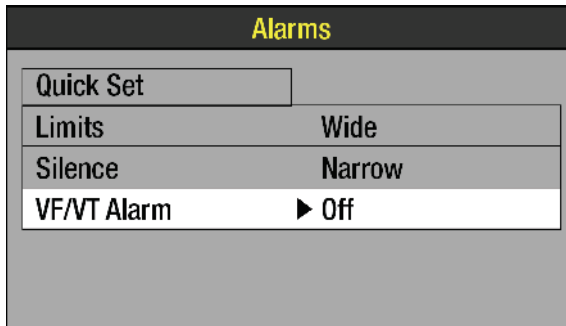 Alarms
Quick Set
Limits Wide
Silence Narrow
VF/VT Alarm ▶ Off